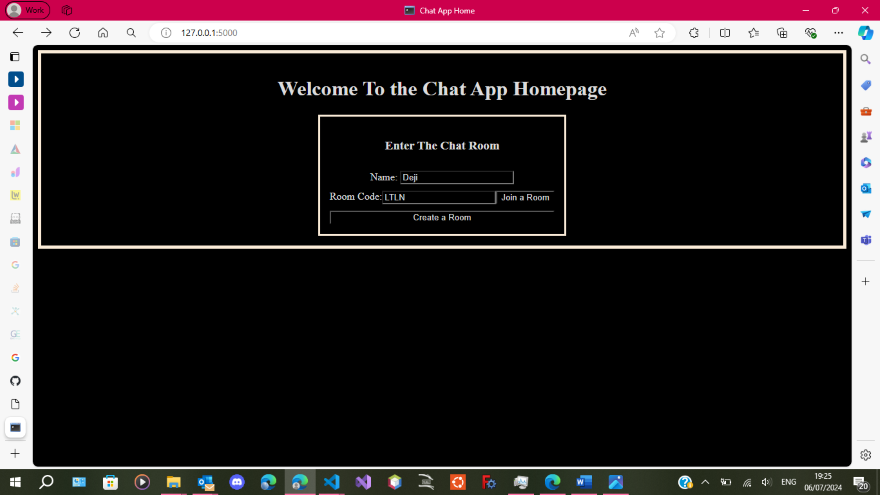 Work
Chat App Home
127.0.0.1:5000
Welcome To the Chat App Homepage
Enter The Chat Room
Name: Deji
Room Code: LTLN Join a Room
Create a Room
ENG
19:25
06/07/2024
20